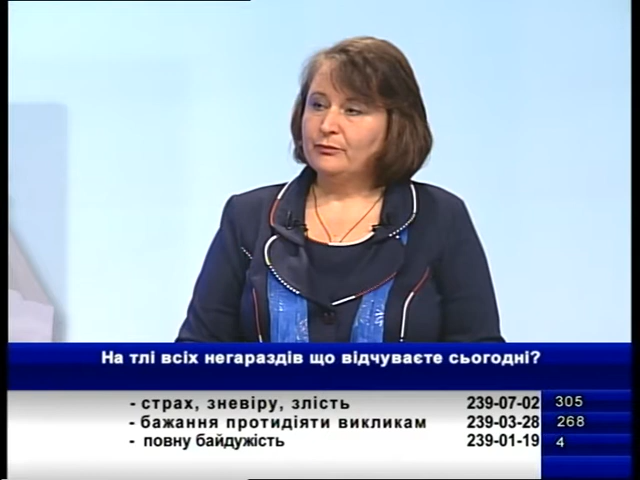 На тлі всіх негараздів що відчуваєте сьогодні?
- страх, зневіру, злість 239-07-02 305
- бажання протидіяти викликам 239-03-28 268
- повну байдужість 239-01-19 4